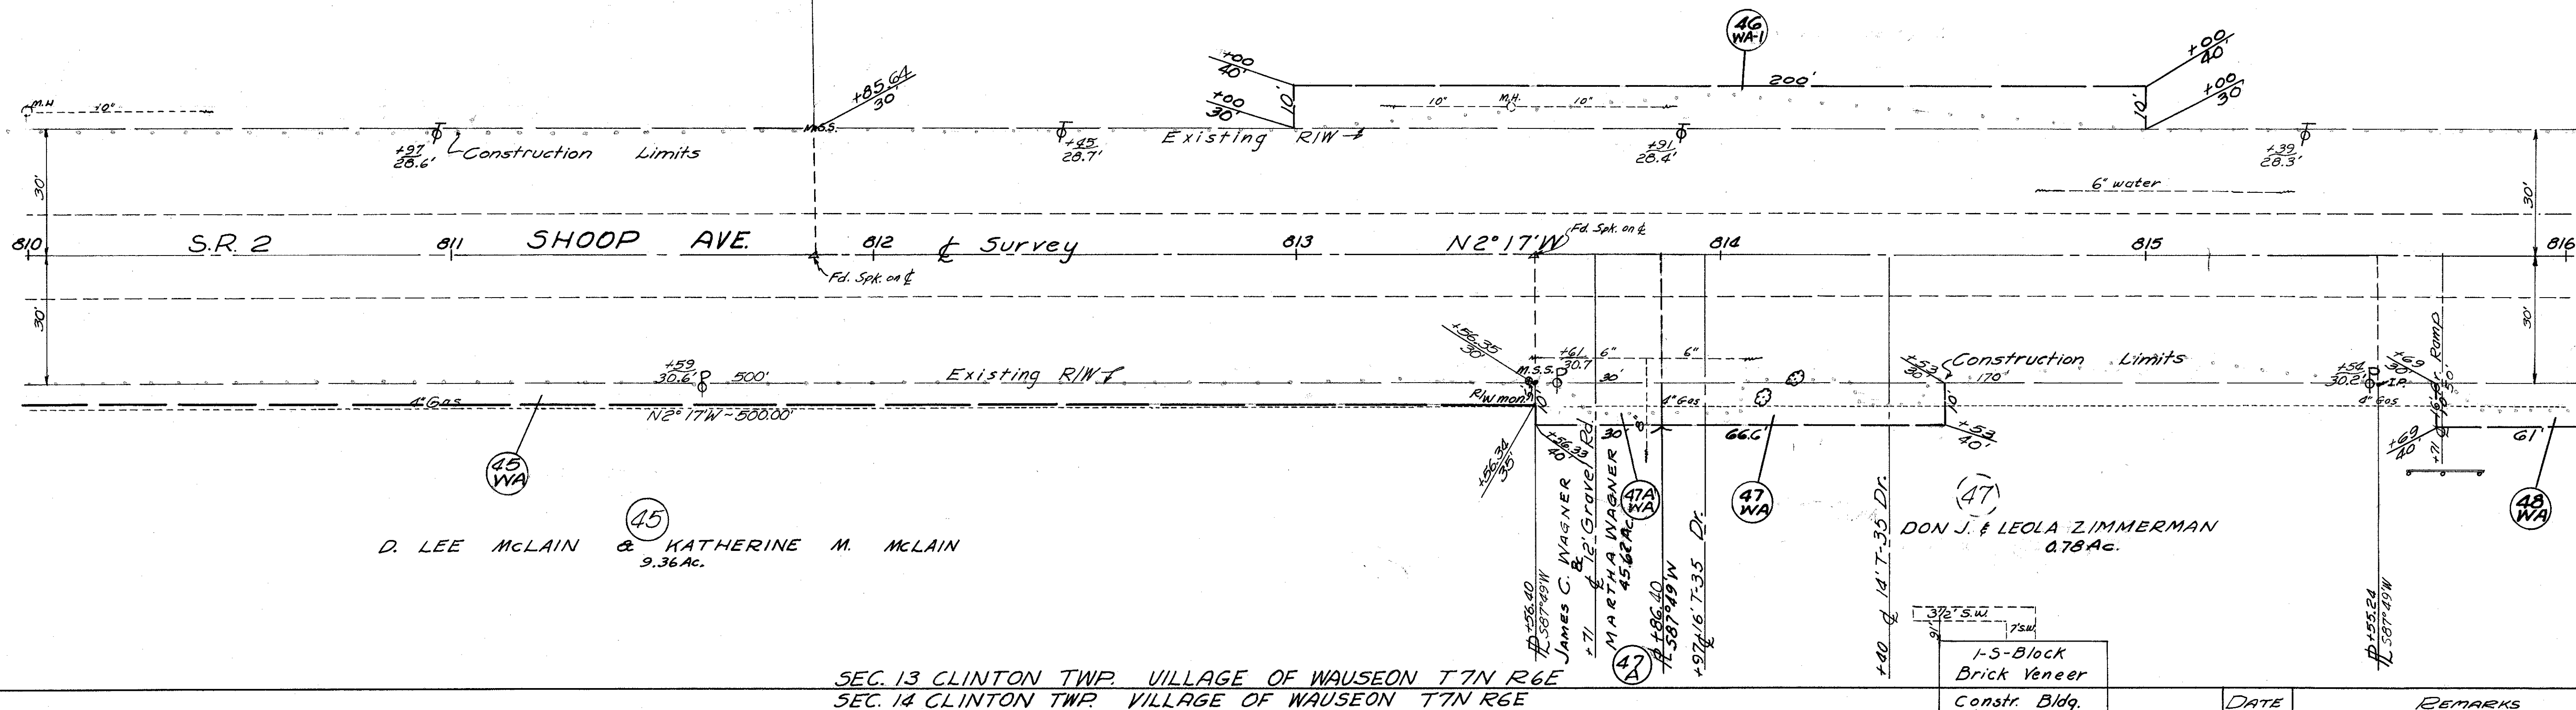 46
WA-1
+00
40'
+00
30'
10'
200'
+00
40'
+00
30
10'
M.H
10"
+85.64
30'
M.S.S.
10"
M.H.
10"
+97
28.6'
Construction Limits
+45
28.7'
Existing R/W
+91
28.4'
+39
28.3'
30'
6" water
30'
810
S.R. 2
811
SHOOP AVE.
812
℄ Survey
813
N 2° 17' W
Fd. Spk. on ℄
814
815
816
Fd. Spk. on ℄
30'
30'
+56.35
30'
+59
30.6'
500'
Existing R/W
M.S.S.
+61
30.7
6"
6"
30'
+53
30'
Construction Limits
170'
+54
30.2'
I.P.
+69
30'
+71 ℄ 16' Gr. Ramp
50'
10'
4" Gas
N 2° 17' W ~ 500.00'
R/W mon.
10'
4" Gas
10'
4" Gas
+56.34
35'
+56.33
40'
30'
8"
66.6'
+53
40'
+69
40'
61'
45
WA
47A
WA
47
WA
48
WA
45
D. LEE McLAIN & KATHERINE M. McLAIN
9.36 Ac.
47
DON J. & LEOLA ZIMMERMAN
0.78 Ac.
℄ +56.40
S87°49'W
JAMES C. WAGNER
&
MARTHA WAGNER
45.62 Ac.
+71 ℄ 12' Gravel Rd.
47
A
+86.40
S87°49'W
+97 ℄ 16' T-35 Dr.
+40 ℄ 14' T-35 Dr.
+55.24
S87°49'W
3½' S.W.
7' S.W.
91'
1-S-Block
Brick Veneer
Constr. Bldg.
SEC. 13 CLINTON TWP. VILLAGE OF WAUSEON T7N R6E
SEC. 14 CLINTON TWP. VILLAGE OF WAUSEON T7N R6E
DATE
REMARKS